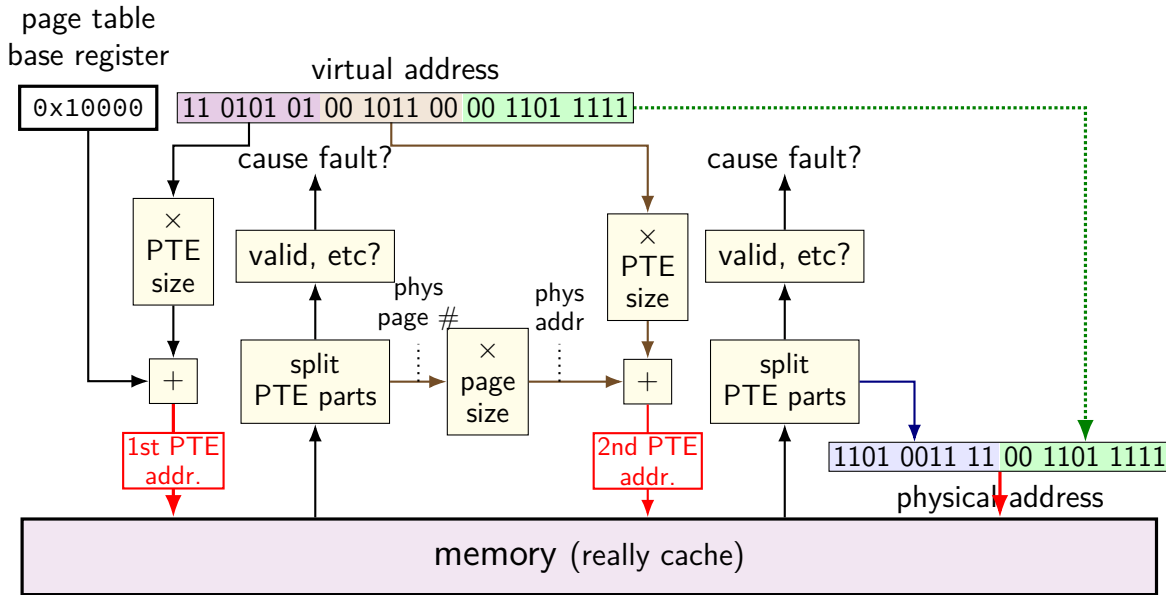 page table
base register
0x10000
virtual address
11 0101 01 00 1011 00 00 1101 1111
cause fault?
cause fault?
×
PTE
size
valid, etc?
×
PTE
size
valid, etc?
phys
page #
phys
addr
+
split
PTE parts
×
page
size
+
split
PTE parts
1st PTE
addr.
2nd PTE
addr.
1101 0011 11 00 1101 1111
physical address
memory (really cache)